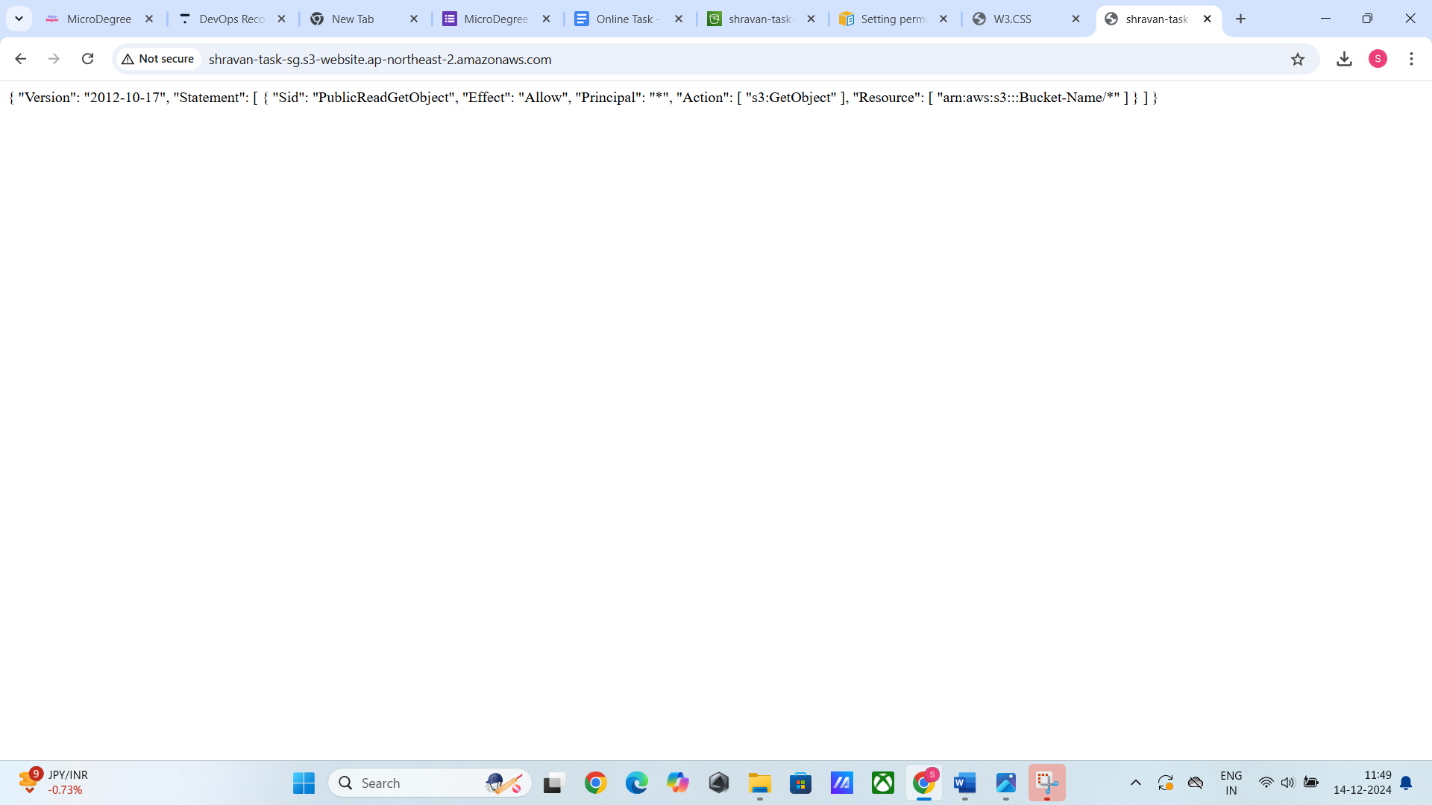 MicroDegree
DevOps Reco
New Tab
MicroDegree
Online Task -
shravan-task-
Setting permi
W3.CSS
shravan-task-
Not secure
shravan-task-sg.s3-website.ap-northeast-2.amazonaws.com
S
{ "Version": "2012-10-17", "Statement": [ { "Sid": "PublicReadGetObject", "Effect": "Allow", "Principal": "*", "Action": [ "s3:GetObject" ], "Resource": [ "arn:aws:s3:::Bucket-Name/*" ] } ] }
9
JPY/INR
-0.73%
Search
S
ENG
IN
11:49
14-12-2024